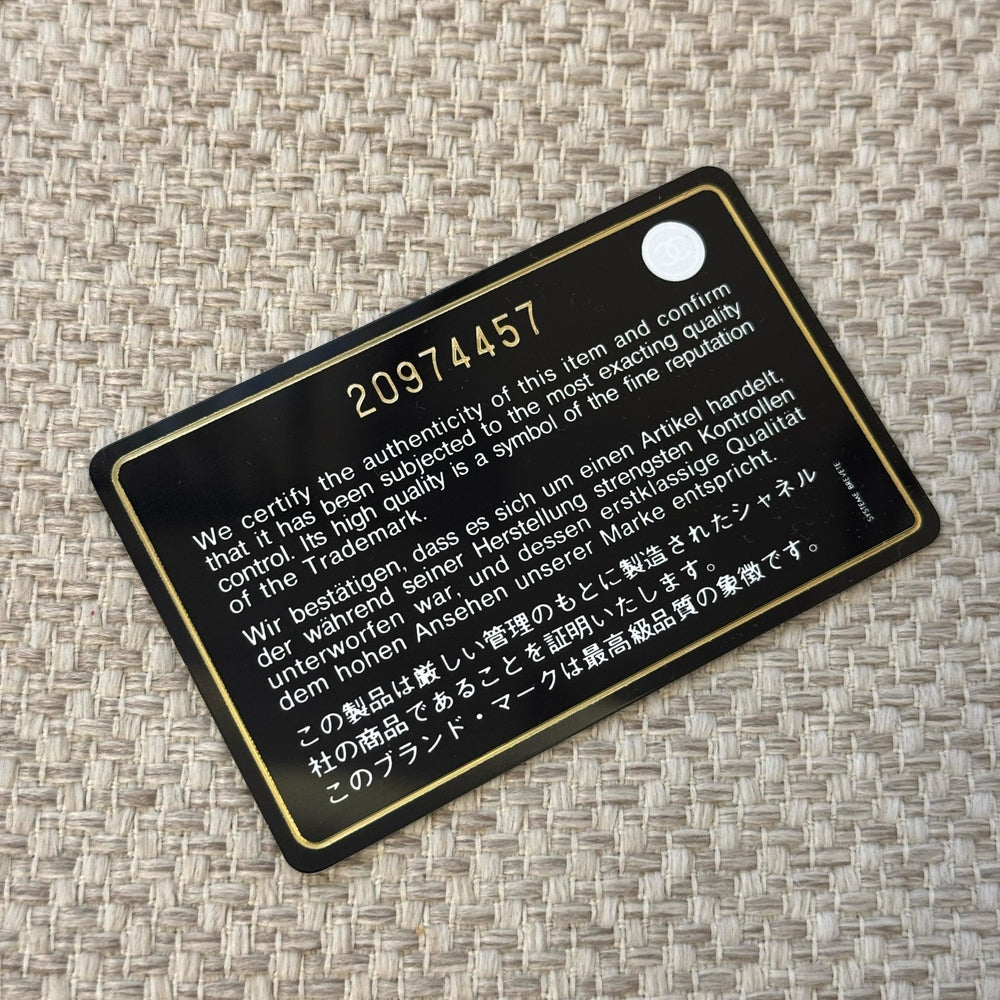 20974457
We certify the authenticity of this item and confirm
that it has been subjected to the most exacting quality
control. Its high quality is a symbol of the fine reputation
of the Trademark.
Wir bestätigen, dass es sich um einen Artikel handelt,
der während seiner Herstellung strengsten Kontrollen
unterworfen war, und dessen erstklassige Qualität
dem hohen Ansehen unserer Marke entspricht.
この製品は厳しい管理のもとに製造されたシャネル
社の商品であることを証明いたします。
このブランド・マークは最高級品質の象徴です。
SYSTEME BREVETE